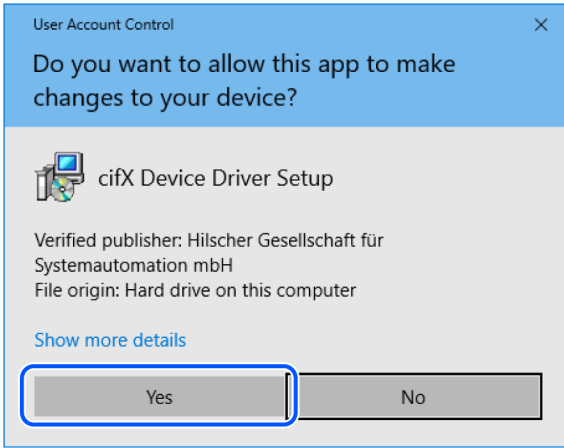 User Account Control
Do you want to allow this app to make
changes to your device?
cifX Device Driver Setup
Verified publisher: Hilscher Gesellschaft für
Systemautomation mbH
File origin: Hard drive on this computer
Show more details
Yes
No